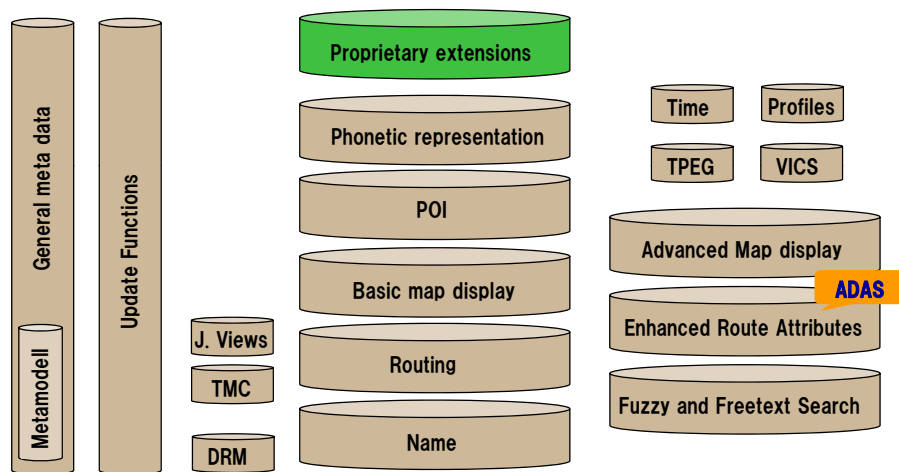 General meta data
Metamodell
Update Functions
J. Views
TMC
DRM
Proprietary extensions
Phonetic representation
POI
Basic map display
Routing
Name
Time
Profiles
TPEG
VICS
Advanced Map display
ADAS
Enhanced Route Attributes
Fuzzy and Freetext Search